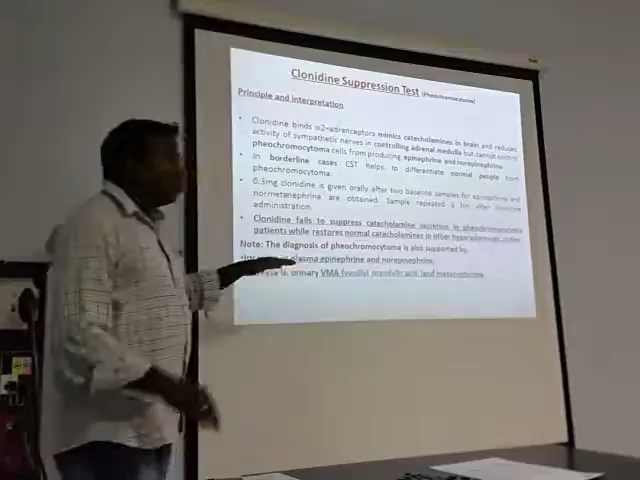 Clonidine Suppression Test (Pheochromocytoma)
Principle and interpretation
• Clonidine binds α2-adrenceptors mimics catecholamines in brain and reduces
activity of sympathetic nerves in controlling adrenal medulla but cannot
pheochromocytoma cells from producing epinephrine and norepinephrine
• In borderline cases CST helps to differentiate normal people from
pheochromocytoma.
• 0.3mg clonidine is given orally after two baseline samples for epinephrine and
normetanephrine are obtained. Sample repeated 3 hrs after
administration.
• Clonidine fails to suppress catecholamine secretion in pheochromocytoma
patients while restores normal catecholamines in other
Note: The diagnosis of pheochromocytoma is also supported by
plasma epinephrine and norepinephrine
urinary VMA (vanillyl mandelic acid) and metanephrine